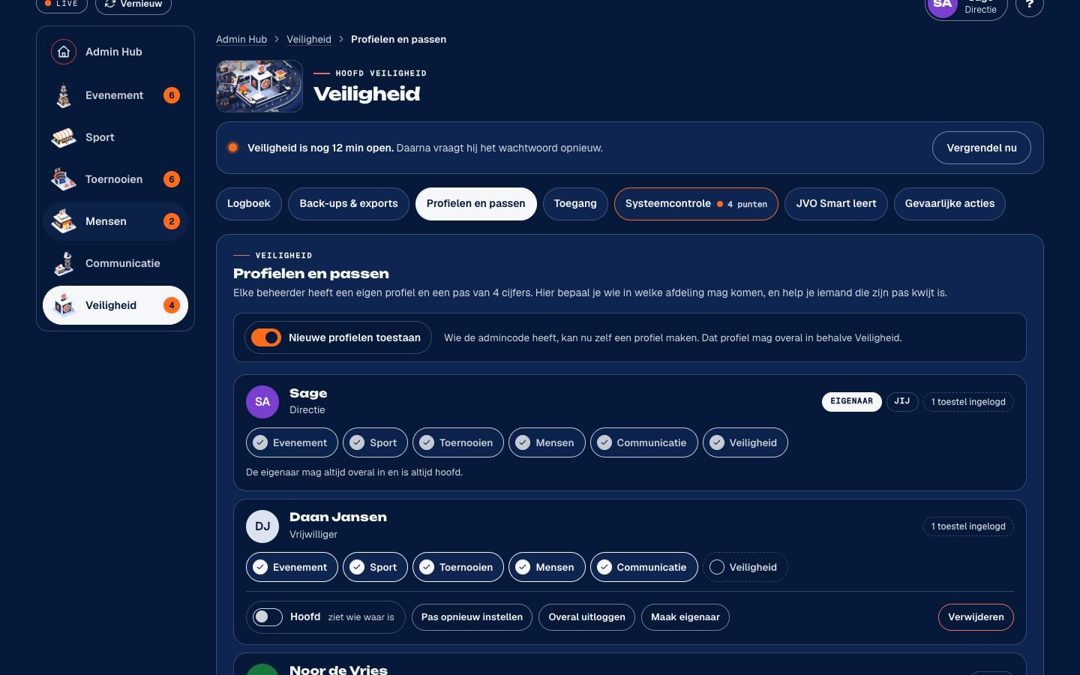 LIVE
Vernieuw
SA
Directie
?
Admin Hub
Evenement 6
Sport
Toernooien 6
Mensen 2
Communicatie
Veiligheid 4
Admin Hub > Veiligheid > Profielen en passen
HOOFD VEILIGHEID
Veiligheid
Veiligheid is nog 12 min open. Daarna vraagt hij het wachtwoord opnieuw.
Vergrendel nu
Logboek
Back-ups & exports
Profielen en passen
Toegang
Systeemcontrole 4 punten
JVO Smart leert
Gevaarlijke acties
VEILIGHEID
Profielen en passen
Elke beheerder heeft een eigen profiel en een pas van 4 cijfers. Hier bepaal je wie in welke afdeling mag komen, en help je iemand die zijn pas kwijt is.
Nieuwe profielen toestaan
Wie de admincode heeft, kan nu zelf een profiel maken. Dat profiel mag overal in behalve Veiligheid.
SA
Sage
Directie
EIGENAAR
JIJ
1 toestel ingelogd
Evenement
Sport
Toernooien
Mensen
Communicatie
Veiligheid
De eigenaar mag altijd overal in en is altijd hoofd.
DJ
Daan Jansen
Vrijwilliger
1 toestel ingelogd
Evenement
Sport
Toernooien
Mensen
Communicatie
Veiligheid
Hoofd ziet wie waar is
Pas opnieuw instellen
Overal uitloggen
Maak eigenaar
Verwijderen
Noor de Vries